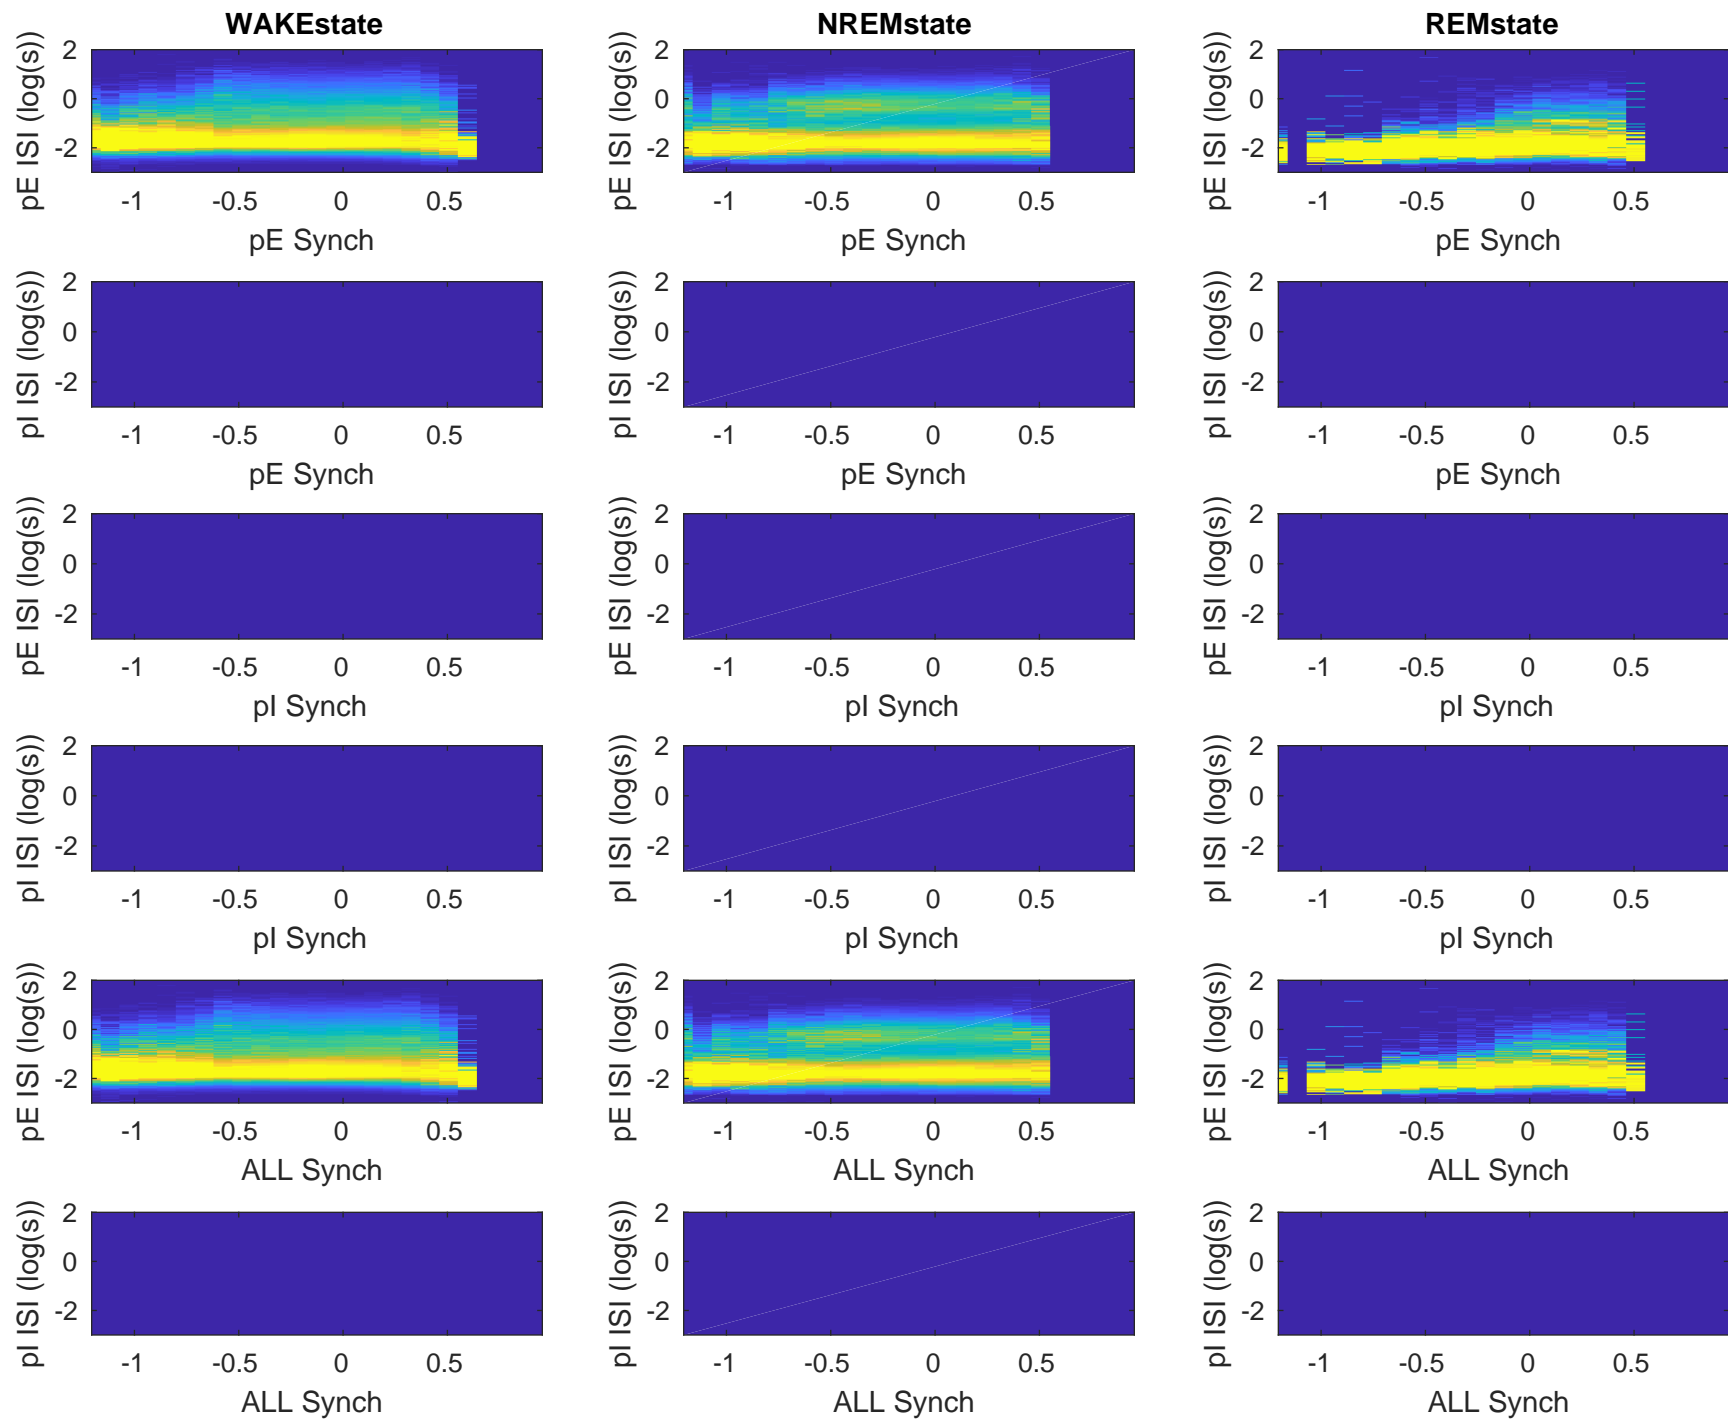 WAKEstate NREMstate REMstate
pE ISI (log(s)) 2 0 -2 pE ISI (log(s)) 2 0 -2 pE ISI (log(s)) 2 0 -2
-1 -0.5 0 0.5 -1 -0.5 0 0.5 -1 -0.5 0 0.5
pE Synch pE Synch pE Synch
pI ISI (log(s)) 2 0 -2 pI ISI (log(s)) 2 0 -2 pI ISI (log(s)) 2 0 -2
-1 -0.5 0 0.5 -1 -0.5 0 0.5 -1 -0.5 0 0.5
pE Synch pE Synch pE Synch
pE ISI (log(s)) 2 0 -2 pE ISI (log(s)) 2 0 -2 pE ISI (log(s)) 2 0 -2
-1 -0.5 0 0.5 -1 -0.5 0 0.5 -1 -0.5 0 0.5
pI Synch pI Synch pI Synch
pI ISI (log(s)) 2 0 -2 pI ISI (log(s)) 2 0 -2 pI ISI (log(s)) 2 0 -2
-1 -0.5 0 0.5 -1 -0.5 0 0.5 -1 -0.5 0 0.5
pI Synch pI Synch pI Synch
pE ISI (log(s)) 2 0 -2 pE ISI (log(s)) 2 0 -2 pE ISI (log(s)) 2 0 -2
-1 -0.5 0 0.5 -1 -0.5 0 0.5 -1 -0.5 0 0.5
ALL Synch ALL Synch ALL Synch
pI ISI (log(s)) 2 0 -2 pI ISI (log(s)) 2 0 -2 pI ISI (log(s)) 2 0 -2
-1 -0.5 0 0.5 -1 -0.5 0 0.5 -1 -0.5 0 0.5
ALL Synch ALL Synch ALL Synch